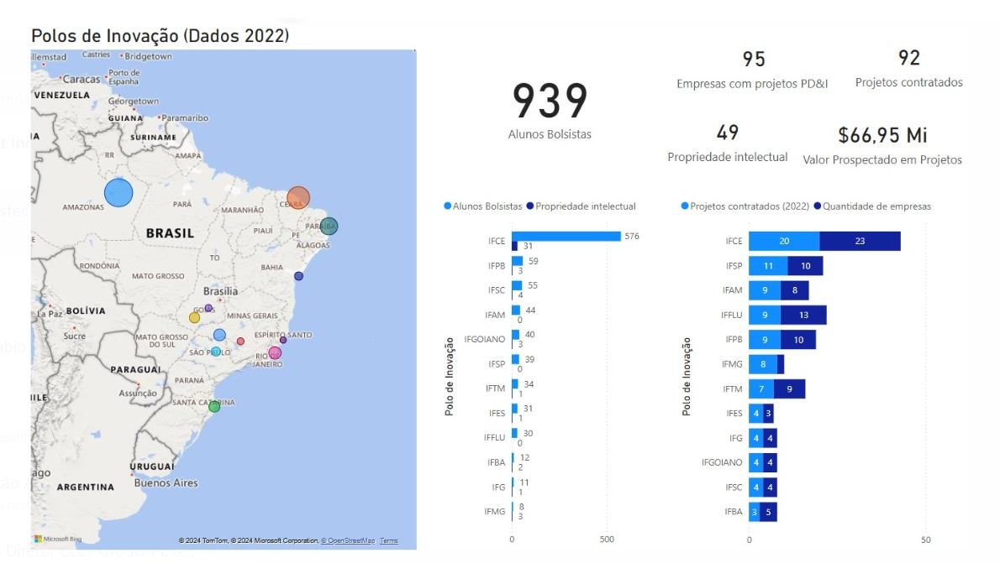 Polos de Inovação (Dados 2022)
Castries
Bridgetown
Caracas
Porto de
Espanha
VENEZUELA
Georgetown
GUIANA
Paramaribo
SURINAME
RR
AMAPÁ
AMAZONAS
PARÁ
MARANHÃO
CEARÁ
BRASIL
PIAUÍ
PARAÍBA
PE
ALAGOAS
RONDÔNIA
TO
BAHIA
MATO GROSSO
Brasília
La Paz
BOLÍVIA
GOIÁS
MINAS GERAIS
Sucre
MATO GROSSO
DO SUL
ESPÍRITO SANTO
SÃO PAULO
RIO DE
JANEIRO
PARAGUAI
PARANÁ
Assunção
SANTA CATARINA
URUGUAI
Buenos Aires
ARGENTINA
Microsoft Bing
© 2024 TomTom, © 2024 Microsoft Corporation, © OpenStreetMap Terms
939
Alunos Bolsistas
95
Empresas com projetos PD&I
92
Projetos contratados
49
Propriedade intelectual
$66,95 Mi
Valor Prospectado em Projetos
Alunos Bolsistas Propriedade intelectual
Polo de Inovação
IFCE 576
31
IFPB 59
3
IFSC 55
4
IFAM 44
0
IFGOIANO 40
3
IFSP 39
0
IFTM 34
1
IFES 31
1
IFFLU 30
0
IFBA 12
2
IFG 11
1
IFMG 8
3
0 500
Projetos contratados (2022) Quantidade de empresas
Polo de Inovação
IFCE 20 23
IFSP 11 10
IFAM 9 8
IFFLU 9 13
IFPB 9 10
IFMG 8
IFTM 7 9
IFES 4 3
IFG 4 4
IFGOIANO 4 4
IFSC 4 4
IFBA 3 5
0 50